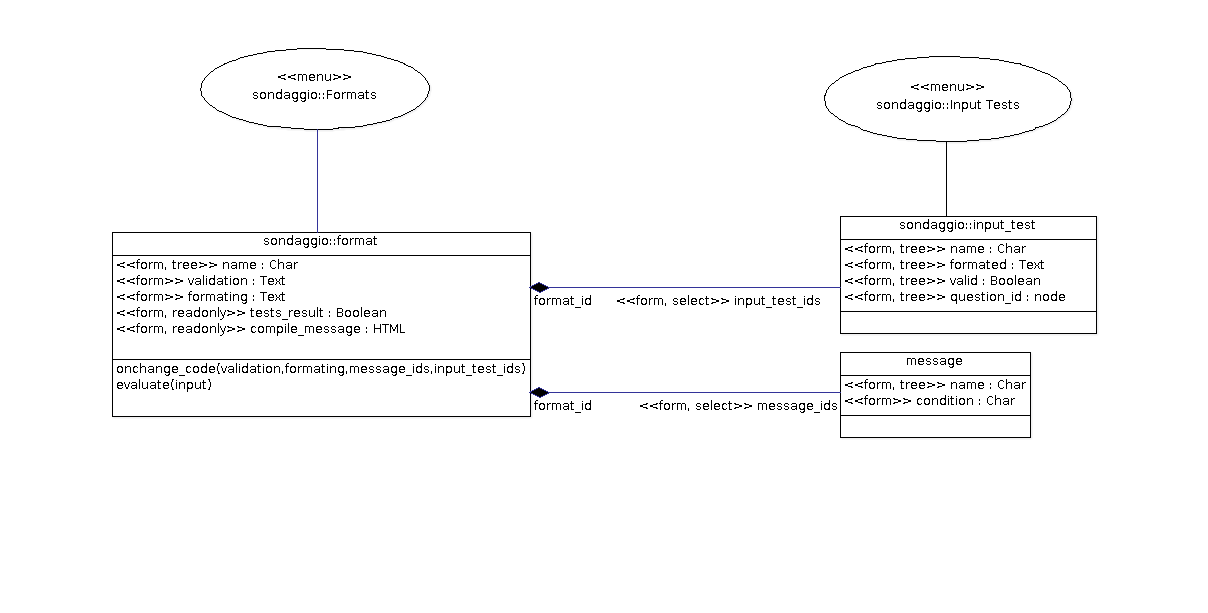 <<menu>>
sondaggio::Formats
<<menu>>
sondaggio::Input Tests
sondaggio::format
<<form, tree>> name : Char
<<form>> validation : Text
<<form>> formating : Text
<<form, readonly>> tests_result : Boolean
<<form, readonly>> compile_message : HTML
onchange_code(validation,formating,message_ids,input_test_ids)
evaluate(input)
format_id
<<form, select>> input_test_ids
format_id
<<form, select>> message_ids
sondaggio::input_test
<<form, tree>> name : Char
<<form, tree>> formated : Text
<<form, tree>> valid : Boolean
<<form, tree>> question_id : node
message
<<form, tree>> name : Char
<<form>> condition : Char